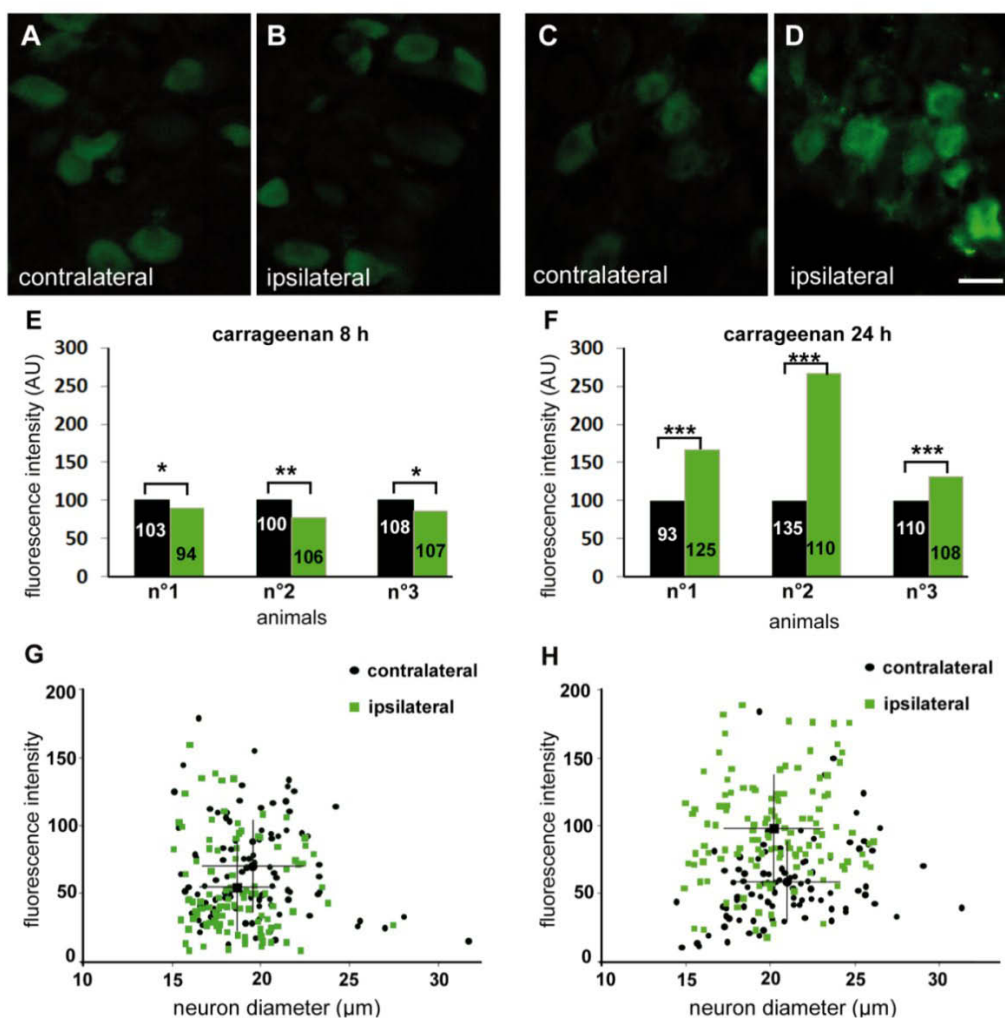 A
B
C
D
contralateral
ipsilateral
contralateral
ipsilateral
E
carrageenan 8 h
fluorescence intensity (AU)
300
250
200
150
100
50
0
*
**
*
103
94
100
106
108
107
n°1
n°2
n°3
animals
F
carrageenan 24 h
fluorescence intensity (AU)
300
250
200
150
100
50
0
***
***
***
93
125
135
110
110
108
n°1
n°2
n°3
animals
G
contralateral
ipsilateral
fluorescence intensity
200
150
100
50
0
10
15
20
25
30
neuron diameter (µm)
H
contralateral
ipsilateral
fluorescence intensity
200
150
100
50
0
10
15
20
25
30
neuron diameter (µm)